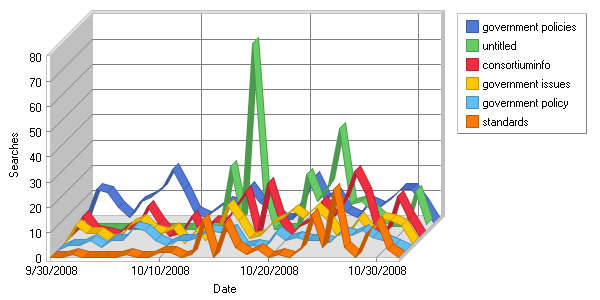 80
70
60
50
40
30
20
10
0
Searches
9/30/2008
10/10/2008
10/20/2008
10/30/2008
Date
government policies
untitled
consortiuminfo
government issues
government policy
standards